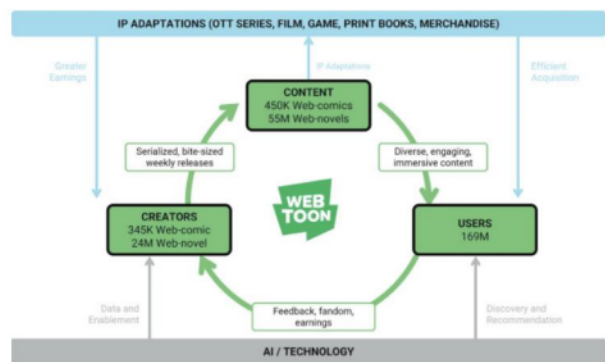 IP ADAPTATIONS (OTT SERIES, FILM, GAME, PRINT BOOKS, MERCHANDISE)
Greater
Earnings
IP Adaptations
Efficient
Acquisition
CONTENT
450K Web-comics
55M Web-novels
Serialized, bite-sized
weekly releases
Diverse, engaging,
immersive content
WEB
TOON
CREATORS
345K Web-comic
24M Web-novel
USERS
169M
Data and
Enablement
Feedback, fandom,
earnings
Discovery and
Recommendation
AI / TECHNOLOGY